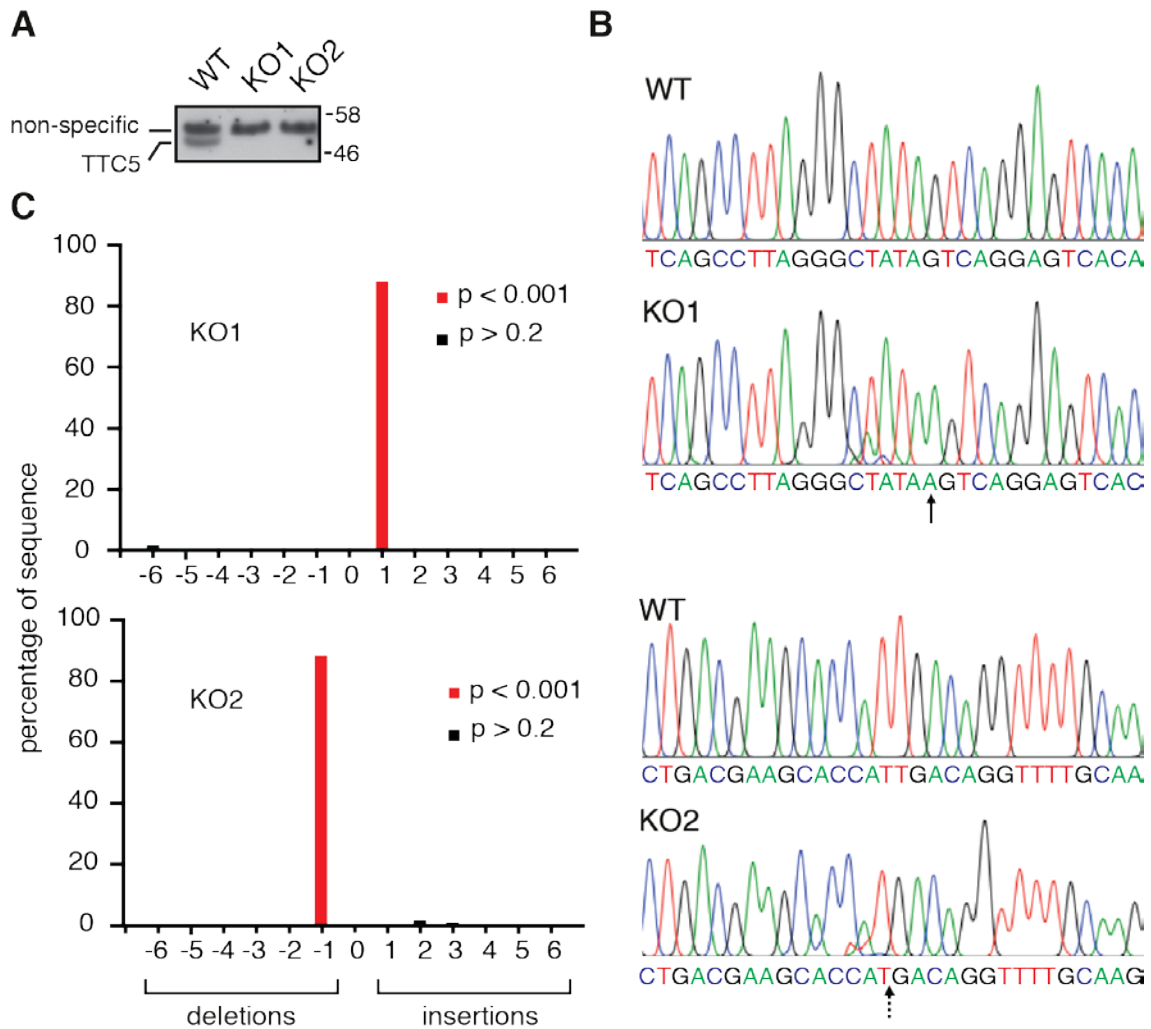 A
WT KO1 KO2
non-specific
TTC5
-58
-46
B
WT
TCAGCCTTAGGGCTATAGTCAGGAGTCACA
KO1
TCAGCCTTAGGGCTATAAGTCAGGAGTCAC
WT
CTGACGAAGCACCATTGACAGGTTTTGCAA
KO2
CTGACGAAGCACCATGACAGGTTTTGCAAG
C
percentage of sequence
100
80
60
40
20
0
KO1
p < 0.001
p > 0.2
-6 -5 -4 -3 -2 -1 0 1 2 3 4 5 6
100
80
60
40
20
0
KO2
p < 0.001
p > 0.2
-6 -5 -4 -3 -2 -1 0 1 2 3 4 5 6
deletions insertions